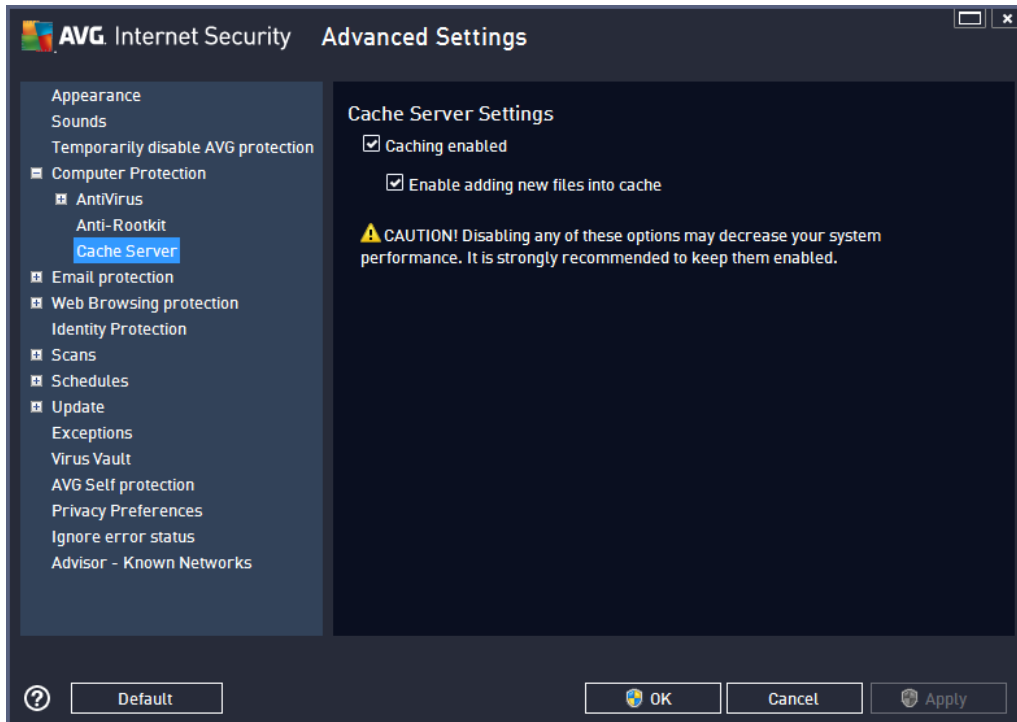 AVG. Internet Security Advanced Settings
Appearance
Sounds
Temporarily disable AVG protection
Computer Protection
AntiVirus
Anti-Rootkit
Cache Server
Email protection
Web Browsing protection
Identity Protection
Scans
Schedules
Update
Exceptions
Virus Vault
AVG Self protection
Privacy Preferences
Ignore error status
Advisor - Known Networks
Cache Server Settings
Caching enabled
Enable adding new files into cache
CAUTION! Disabling any of these options may decrease your system
performance. It is strongly recommended to keep them enabled.
Default
OK
Cancel
Apply